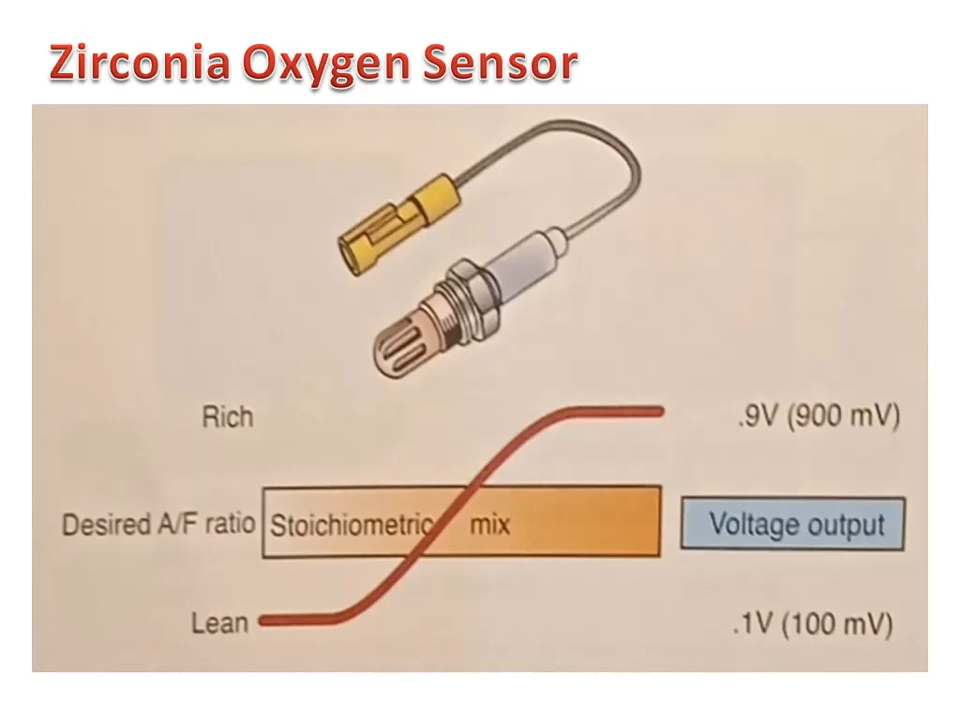 Zirconia Oxygen Sensor
Rich
.9V (900 mV)
Desired A/F ratio
Stoichiometric mix
Voltage output
Lean
.1V (100 mV)